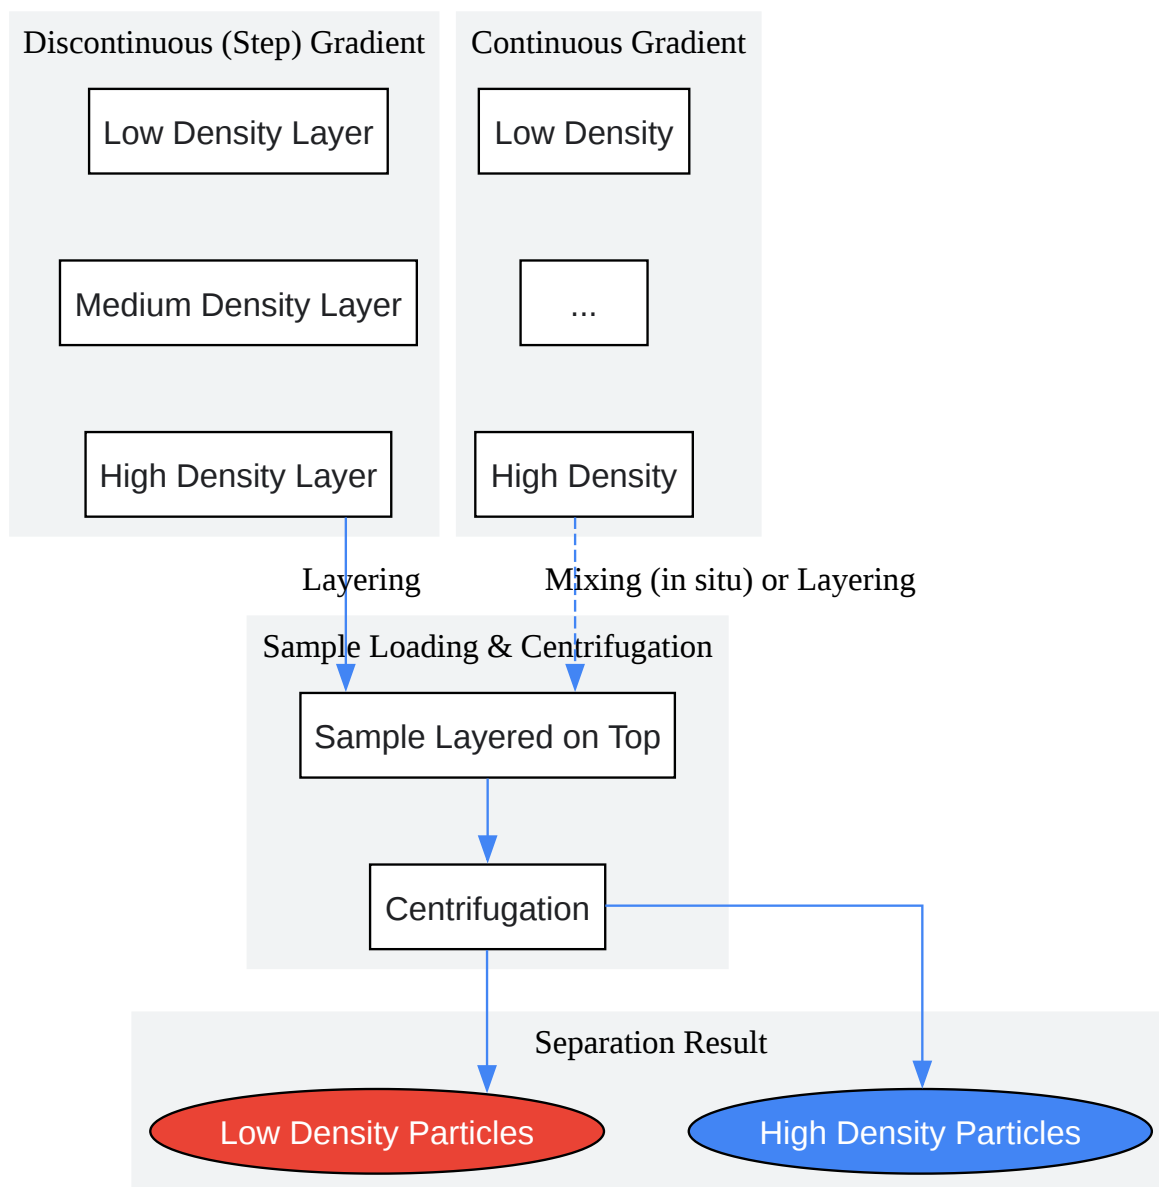 Discontinuous (Step) Gradient
Continuous Gradient
Low Density Layer
Low Density
Medium Density Layer
...
High Density Layer
High Density
Layering
Mixing (in situ) or Layering
Sample Loading & Centrifugation
Sample Layered on Top
Centrifugation
Separation Result
Low Density Particles
High Density Particles